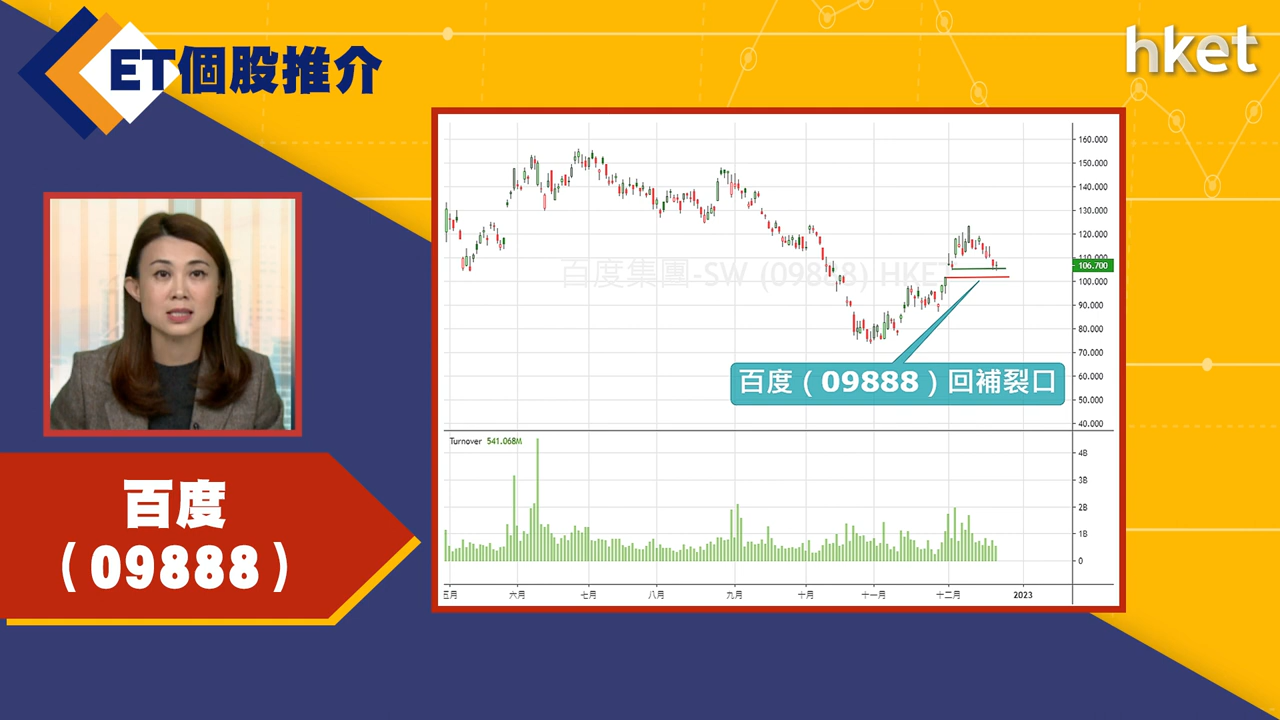 ET個股推介
hket
百度
（09888）
百度集團-SW (09888) HKET
160.000
150.000
140.000
130.000
120.000
110.000
106.700
100.000
90.000
80.000
70.000
60.000
50.000
40.000
百度（09888）回補裂口
Turnover 541.068M
4B
3B
2B
1B
0
五月 六月 七月 八月 九月 十月 十一月 十二月 2023